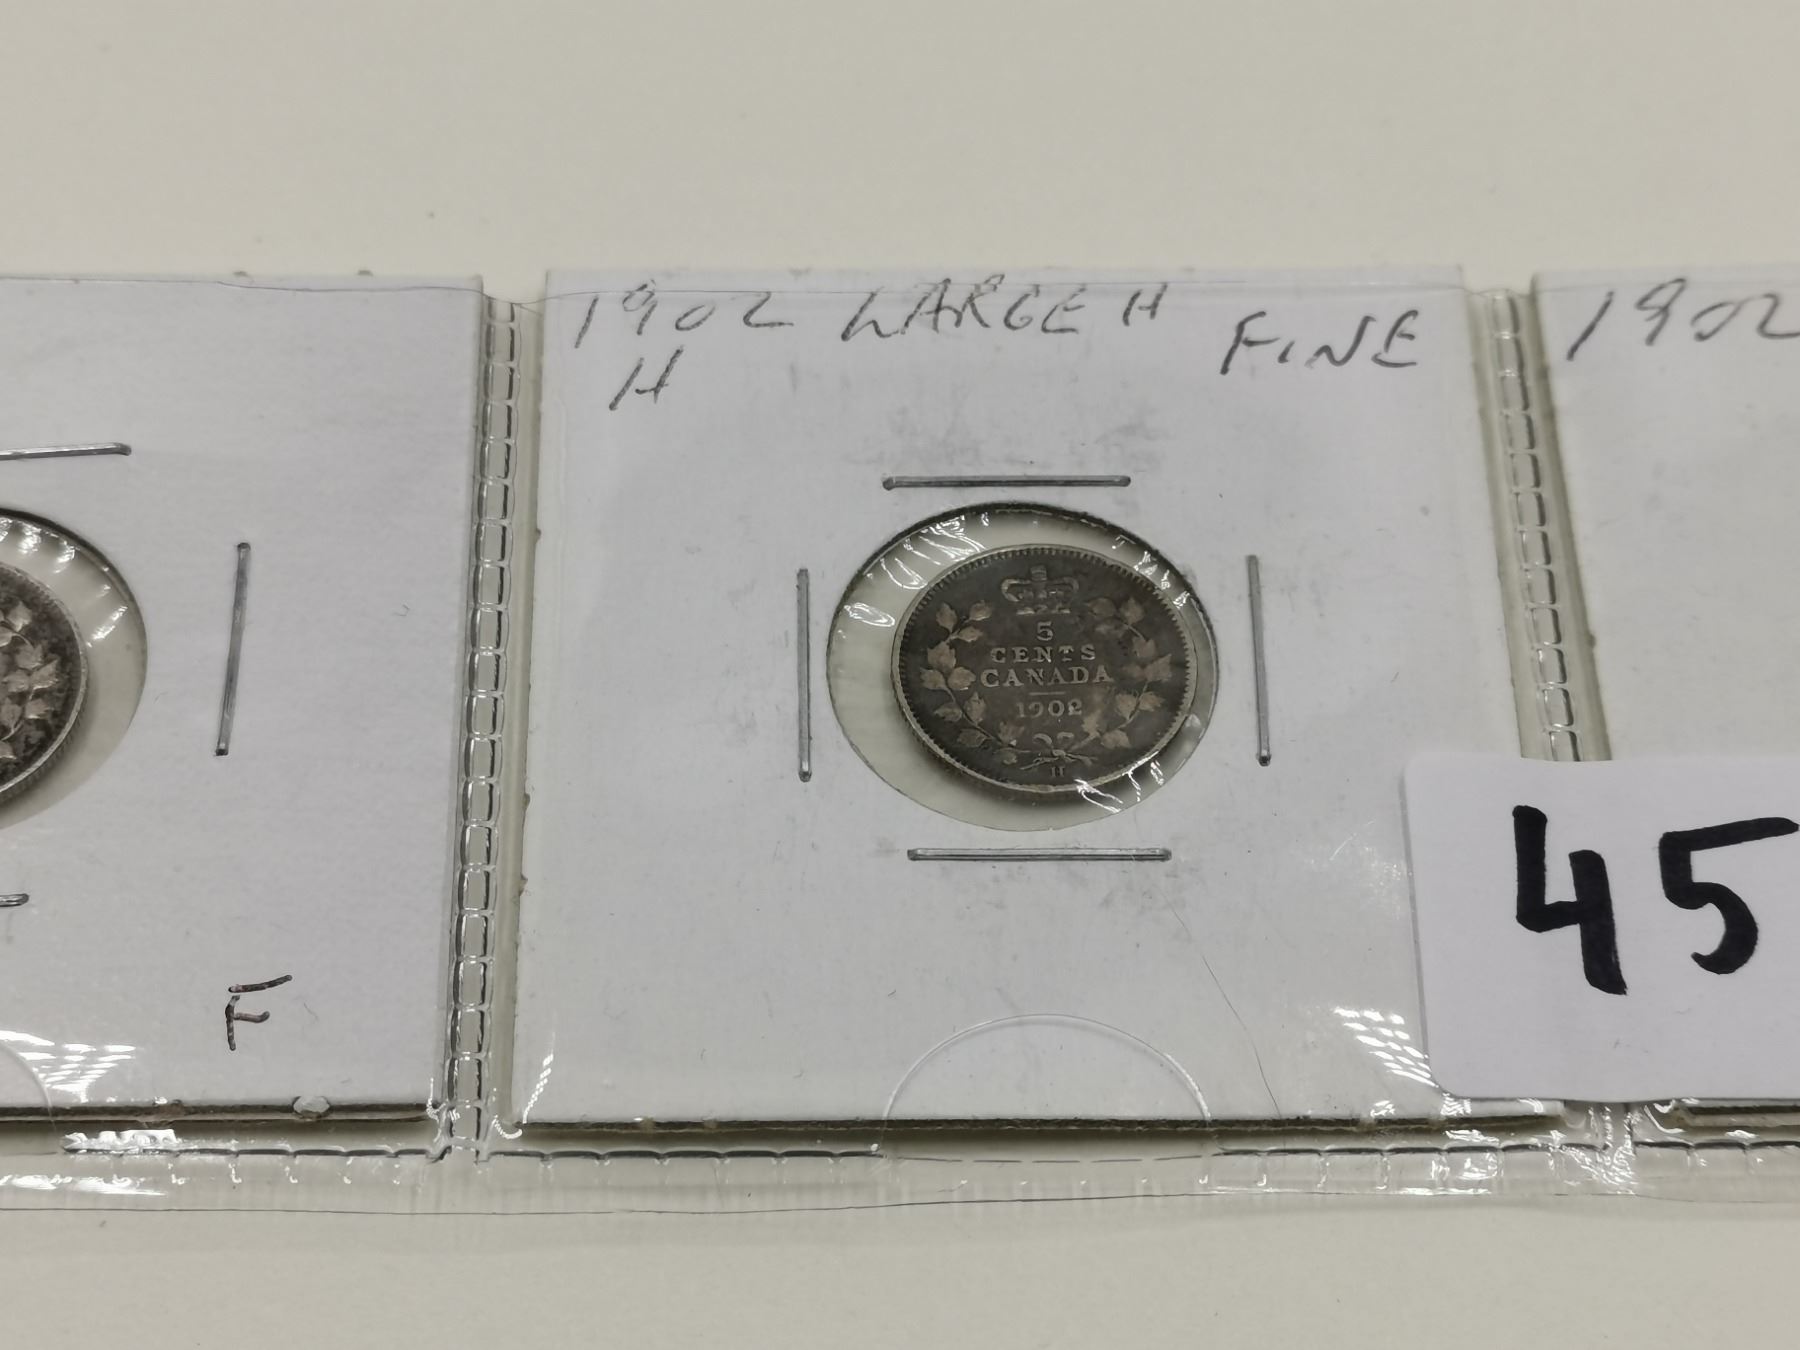 1902 LARGE H FINE
H
1902
5
CENTS
CANADA
1902
H
45
F